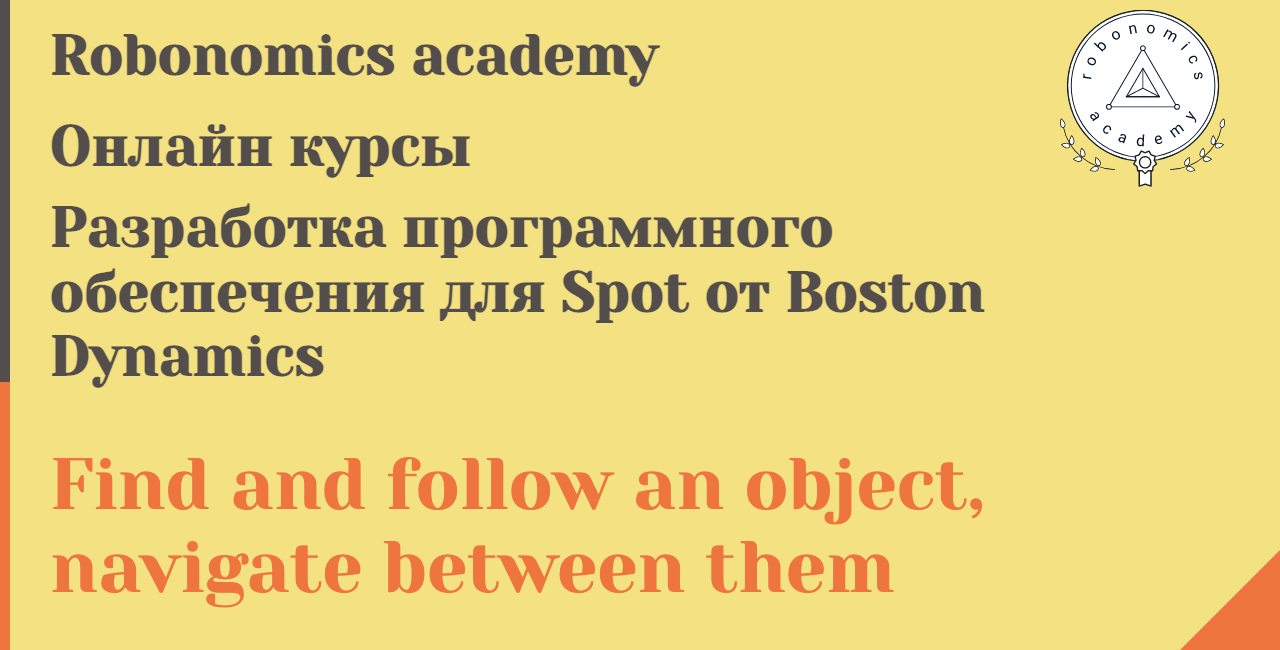 Robonomics academy
robonomics
academy
Онлайн курсы
Разработка программного
обеспечения для Spot от Boston
Dynamics
Find and follow an object,
navigate between them